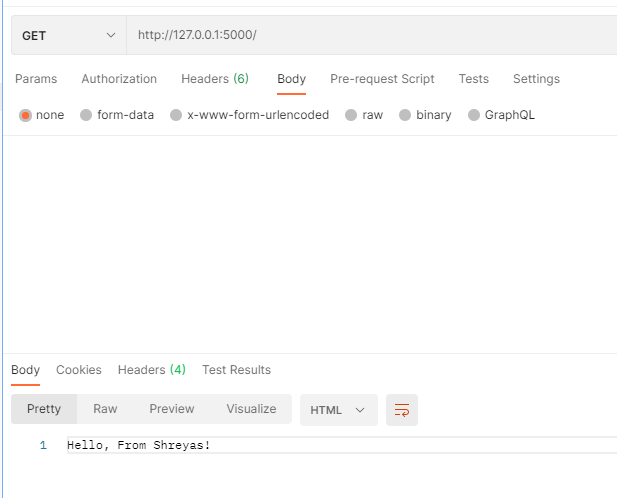 GET http://127.0.0.1:5000/
Params Authorization Headers (6) Body Pre-request Script Tests Settings
none form-data x-www-form-urlencoded raw binary GraphQL
Body Cookies Headers (4) Test Results
Pretty Raw Preview Visualize HTML
1 Hello, From Shreyas!